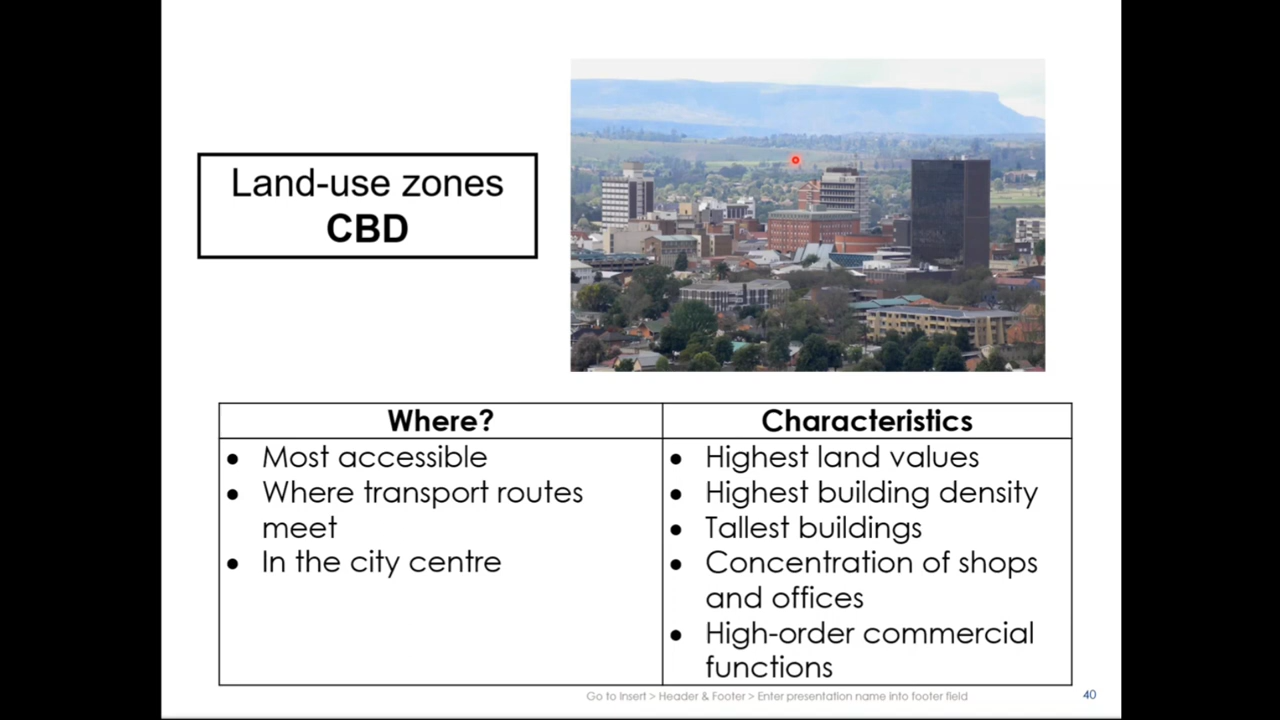 Land-use zones
CBD
Where?
Most accessible
Where transport routes
meet
In the city centre
Characteristics
Highest land values
Highest building density
Tallest buildings
Concentration of shops
and offices
High-order commercial
functions
Go to Insert > Header & Footer > Enter presentation name into footer field
40